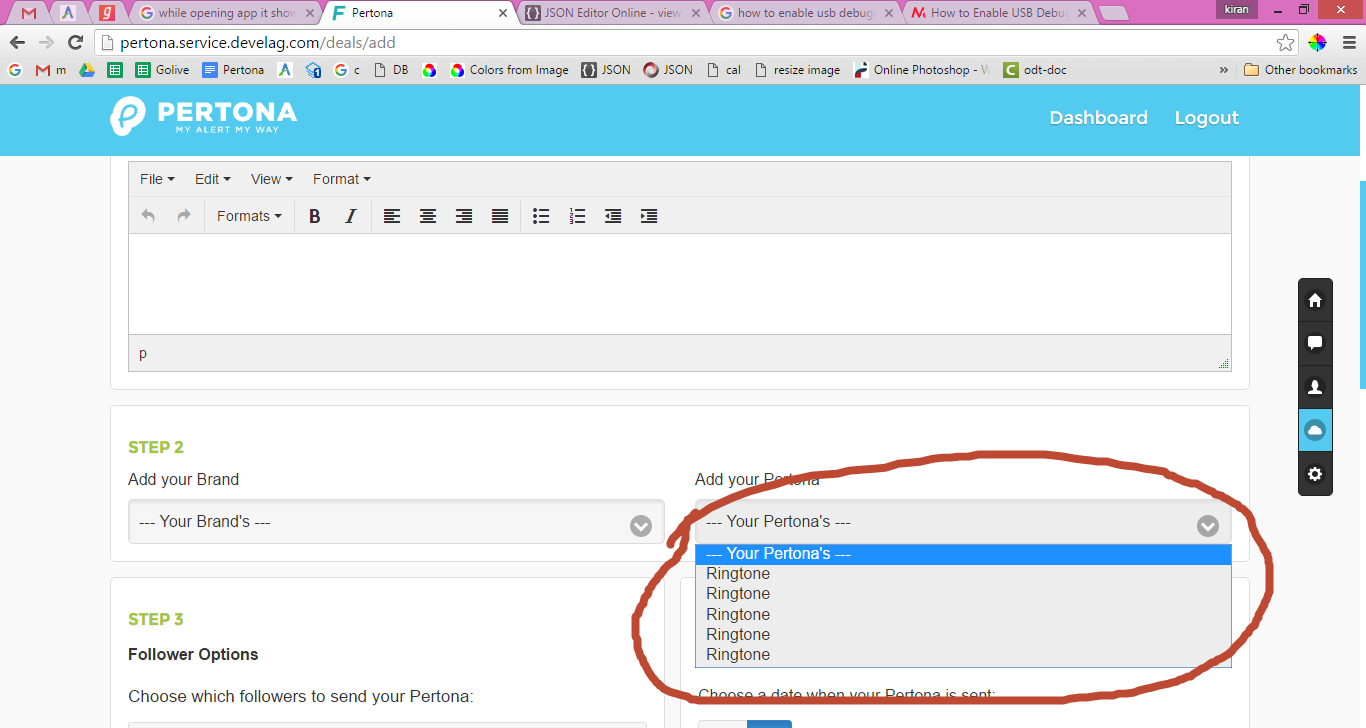 kiran
while opening app it show
Pertona
JSON Editor Online - view
how to enable usb debug
How to Enable USB Debug
pertona.service.develag.com/deals/add
m
Golive
Pertona
c
DB
Colors from Image
JSON
JSON
cal
resize image
Online Photoshop - W
odt-doc
»
Other bookmarks
PERTONA
MY ALERT MY WAY
Dashboard
Logout
File
Edit
View
Format
Formats
B
I
p
STEP 2
Add your Brand
--- Your Brand's ---
Add your Pertona
--- Your Pertona's ---
--- Your Pertona's ---
Ringtone
Ringtone
Ringtone
Ringtone
Ringtone
STEP 3
Follower Options
Choose which followers to send your Pertona:
Choose a date when your Pertona is sent: